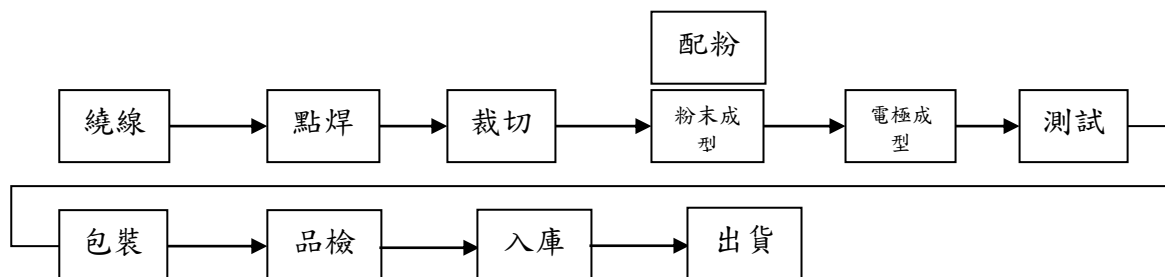 配粉
繞線
點焊
裁切
粉末成
型
電極成
型
測試
包裝
品檢
入庫
出貨